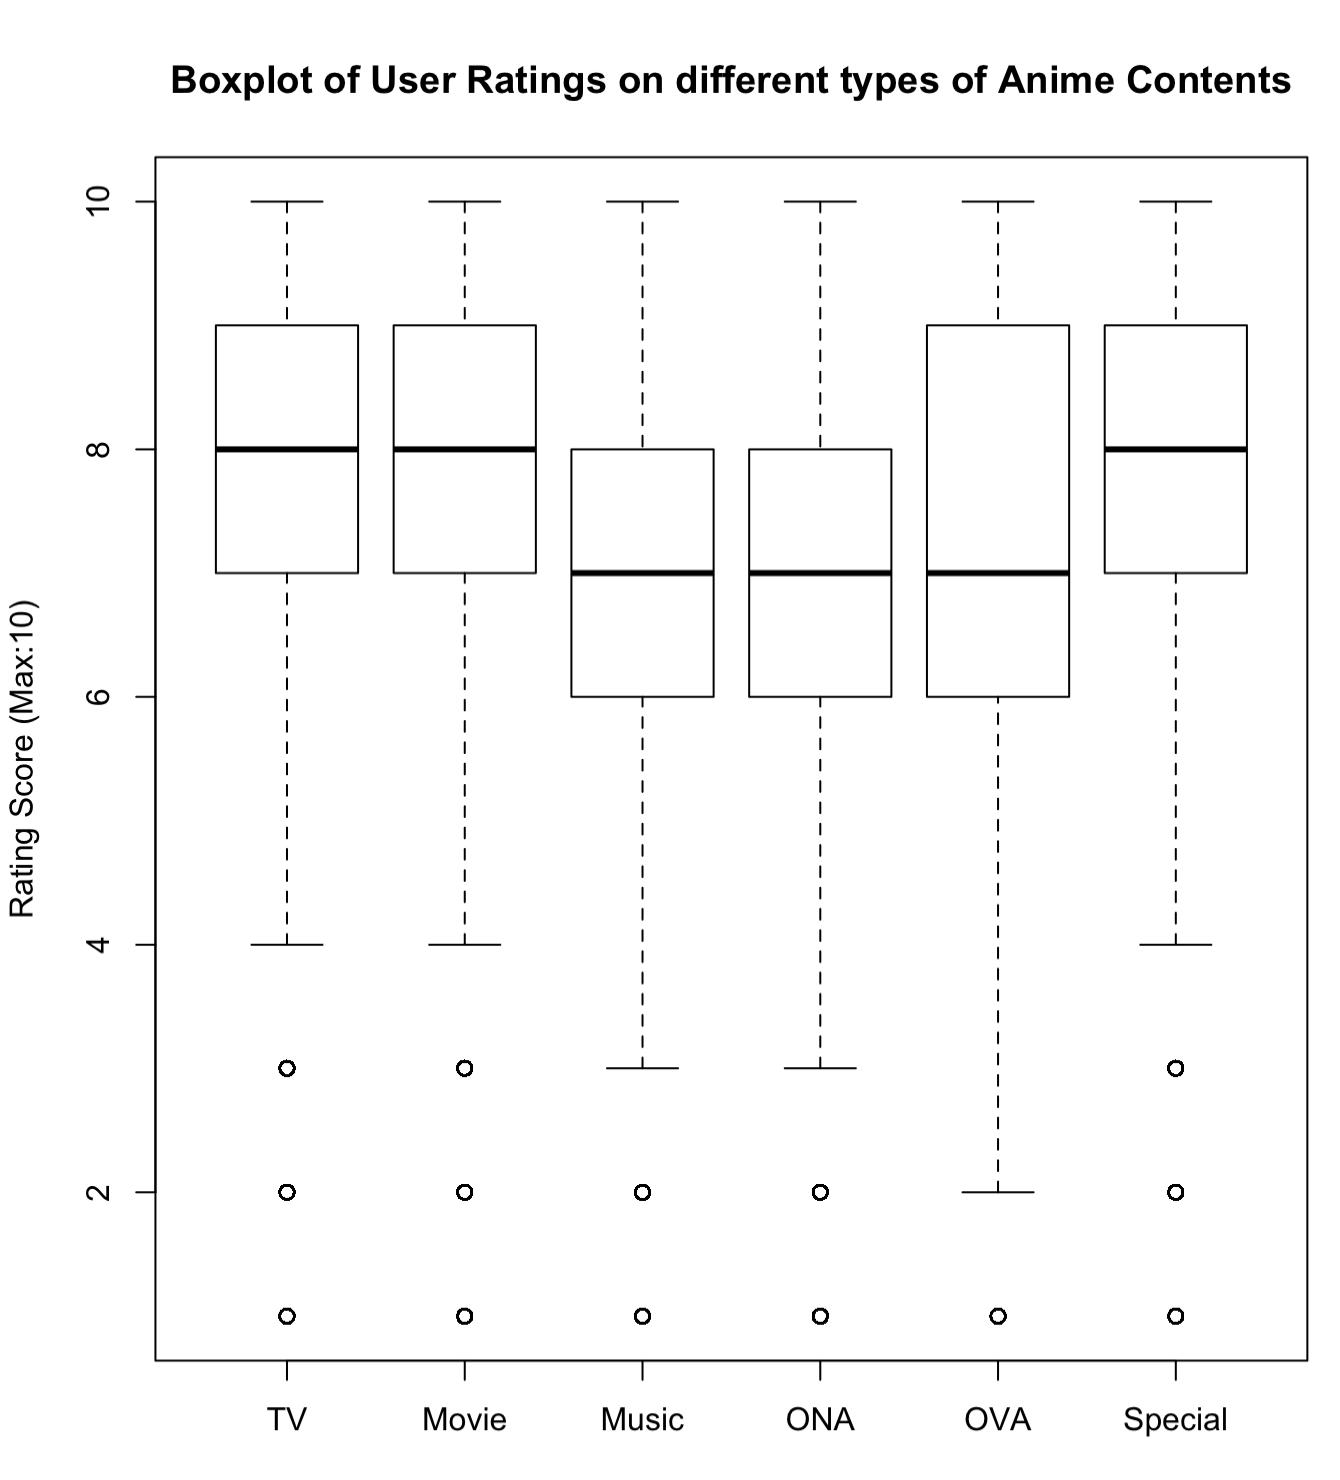 Boxplot of User Ratings on different types of Anime Contents
Rating Score (Max:10)
10
8
6
4
2
TV Movie Music ONA OVA Special